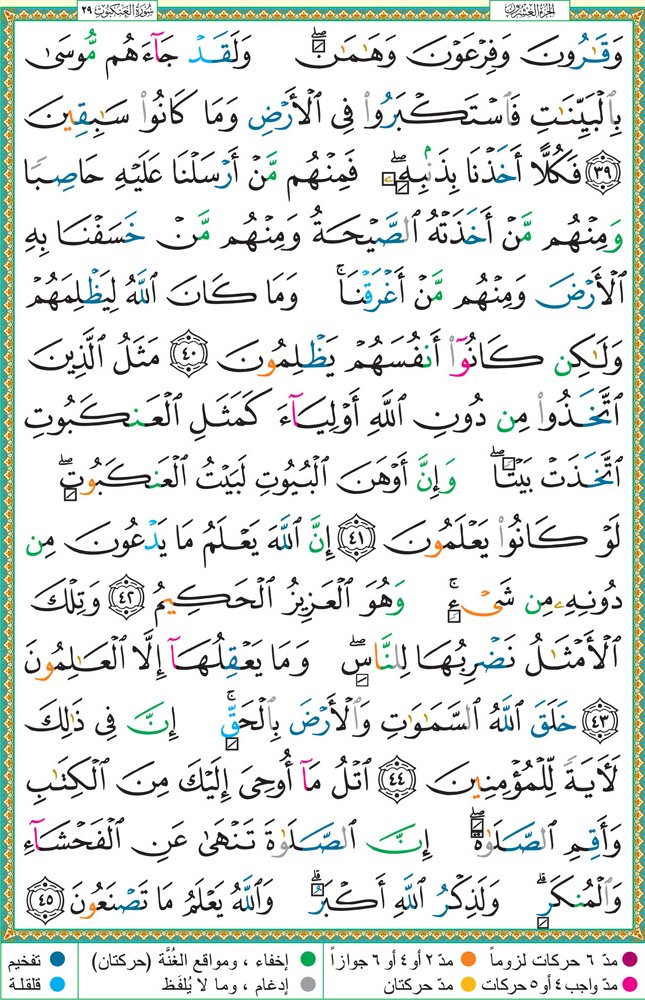 الجزء العشرون
سورة العنكبوت ٢٩
وَقَٰرُونَ وَفِرْعَوْنَ وَهَٰمَٰنَۖ وَلَقَدْ جَآءَهُم مُّوسَىٰ
بِٱلْبَيِّنَٰتِ فَٱسْتَكْبَرُوا۟ فِى ٱلْأَرْضِ وَمَا كَانُوا۟ سَٰبِقِينَ
٣٩ فَكُلًّا أَخَذْنَا بِذَنۢبِهِۦۖ فَمِنْهُم مَّنْ أَرْسَلْنَا عَلَيْهِ حَاصِبًا
وَمِنْهُم مَّنْ أَخَذَتْهُ ٱلصَّيْحَةُ وَمِنْهُم مَّنْ خَسَفْنَا بِهِ
ٱلْأَرْضَ وَمِنْهُم مَّنْ أَغْرَقْنَاۚ وَمَا كَانَ ٱللَّهُ لِيَظْلِمَهُمْ
وَلَٰكِن كَانُوٓا۟ أَنفُسَهُمْ يَظْلِمُونَ ٤٠ مَثَلُ ٱلَّذِينَ
ٱتَّخَذُوا۟ مِن دُونِ ٱللَّهِ أَوْلِيَآءَ كَمَثَلِ ٱلْعَنكَبُوتِ
ٱتَّخَذَتْ بَيْتًاۖ وَإِنَّ أَوْهَنَ ٱلْبُيُوتِ لَبَيْتُ ٱلْعَنكَبُوتِۖ
لَوْ كَانُوا۟ يَعْلَمُونَ ٤١ إِنَّ ٱللَّهَ يَعْلَمُ مَا يَدْعُونَ مِن
دُونِهِۦ مِن شَىْءٍۚ وَهُوَ ٱلْعَزِيزُ ٱلْحَكِيمُ ٤٢ وَتِلْكَ
ٱلْأَمْثَٰلُ نَضْرِبُهَا لِلنَّاسِۖ وَمَا يَعْقِلُهَآ إِلَّا ٱلْعَٰلِمُونَ
٤٣ خَلَقَ ٱللَّهُ ٱلسَّمَٰوَٰتِ وَٱلْأَرْضَ بِٱلْحَقِّۚ إِنَّ فِى ذَٰلِكَ
لَءَايَةً لِّلْمُؤْمِنِينَ ٤٤ ٱتْلُ مَآ أُوحِىَ إِلَيْكَ مِنَ ٱلْكِتَٰبِ
وَأَقِمِ ٱلصَّلَوٰةَۖ إِنَّ ٱلصَّلَوٰةَ تَنْهَىٰ عَنِ ٱلْفَحْشَآءِ
وَٱلْمُنكَرِۗ وَلَذِكْرُ ٱللَّهِ أَكْبَرُۗ وَٱللَّهُ يَعْلَمُ مَا تَصْنَعُونَ ٤٥
مدّ ٦ حركات لزوماً مدّ ٢ أو ٤ أو ٦ جوازاً إخفاء ، ومواقع الغُنَّة (حركتان) تفخيم
مدّ واجب ٤ أو ٥ حركات مدّ حركتان إدغام ، وما لا يُلفَظ قلقلة